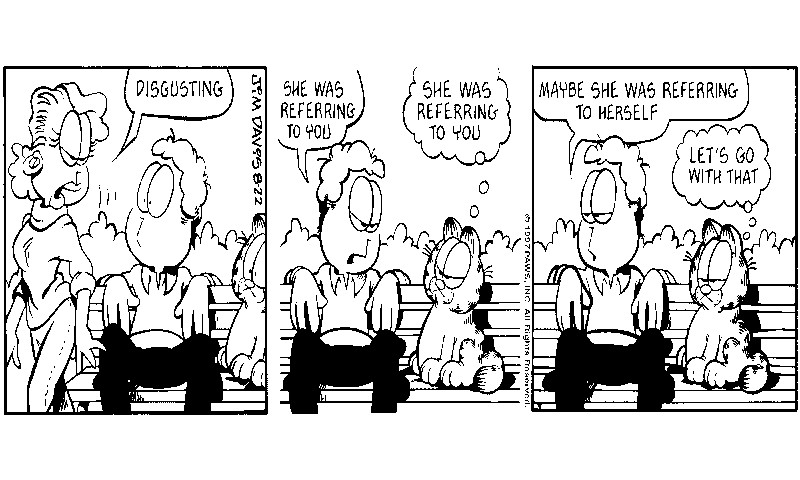 DISGUSTING
JIM DAVIS 8·22
SHE WAS
REFERRING
TO YOU
SHE WAS
REFERRING
TO YOU
© 1997 PAWS, INC. All Rights Reserved.
MAYBE SHE WAS REFERRING
TO HERSELF
LET'S GO
WITH THAT